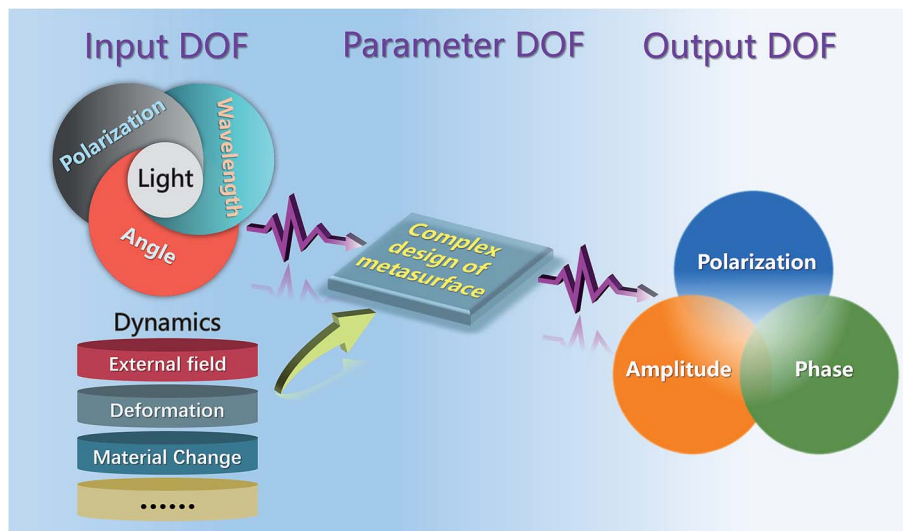 Input DOF
Parameter DOF
Output DOF
Polarization
Wavelength
Light
Angle
Dynamics
External field
Deformation
Material Change
......
Complex
design of
metasurface
Polarization
Amplitude
Phase